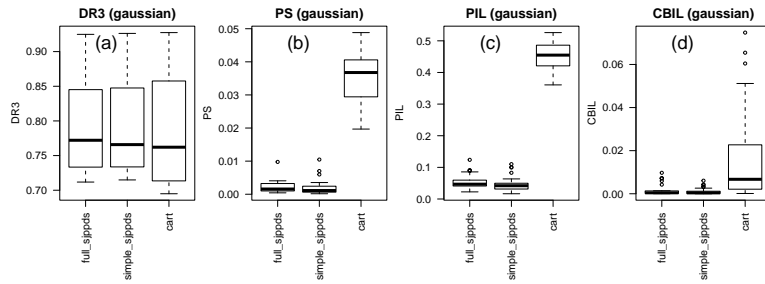 DR3 (gaussian)
(a)
DR3
0.90
0.85
0.80
0.75
0.70
full_sjppds
simple_sjppds
cart
PS (gaussian)
(b)
PS
0.05
0.04
0.03
0.02
0.01
0.00
full_sjppds
simple_sjppds
cart
PIL (gaussian)
(c)
PIL
0.5
0.4
0.3
0.2
0.1
0.0
full_sjppds
simple_sjppds
cart
CBIL (gaussian)
(d)
CBIL
0.06
0.04
0.02
0.00
full_sjppds
simple_sjppds
cart